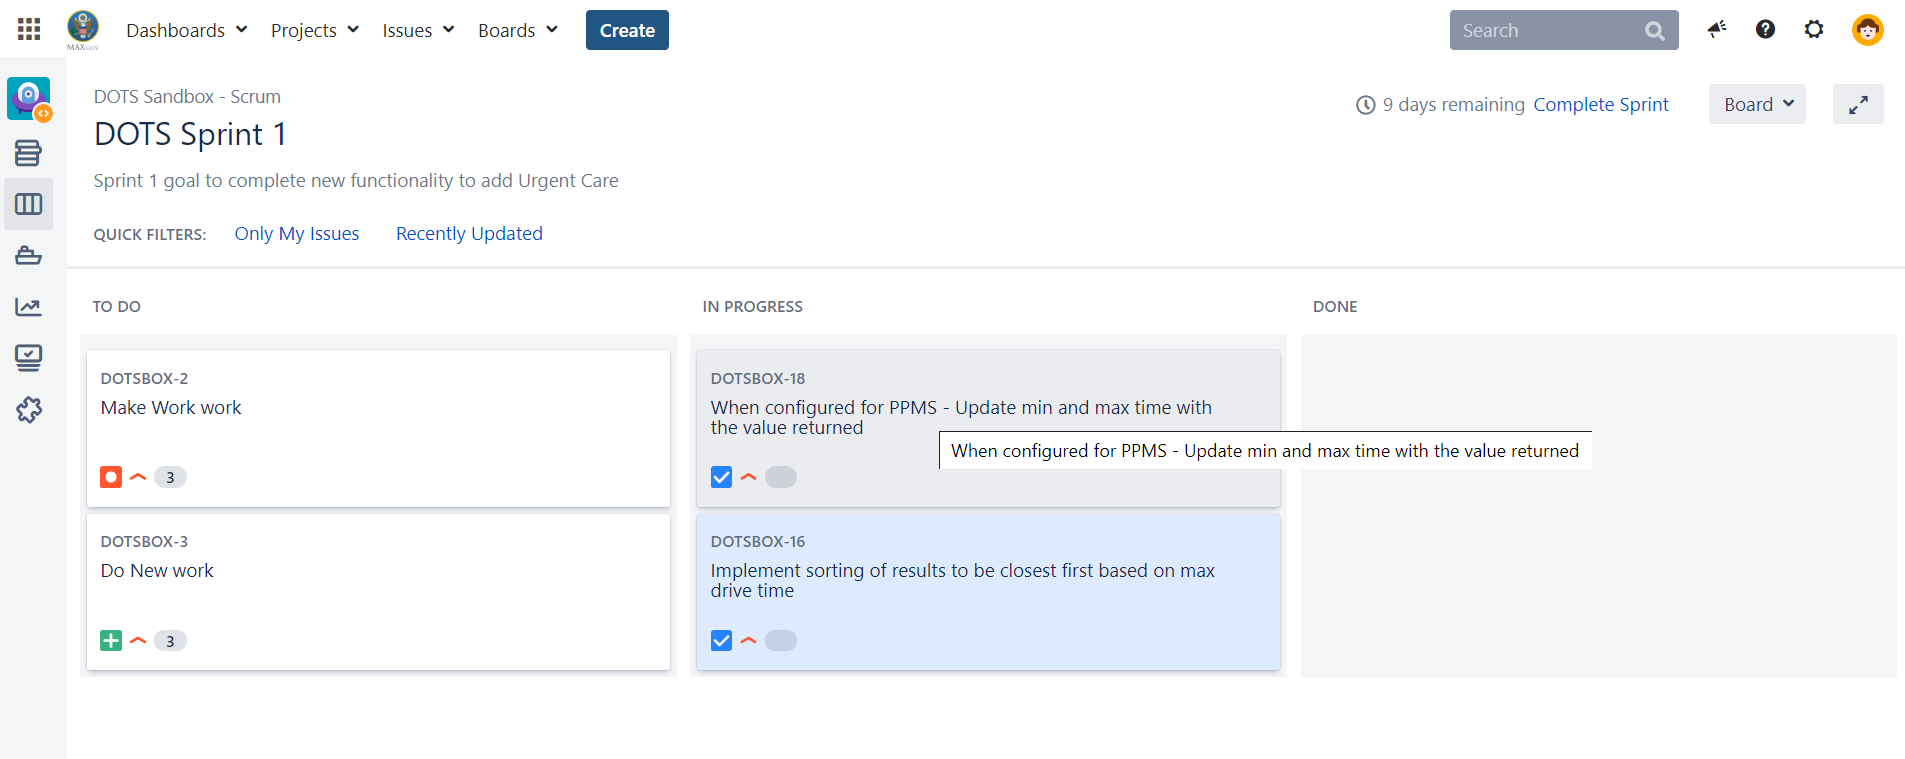 MAX.GOV
Dashboards
Projects
Issues
Boards
Create
Search
DOTS Sandbox - Scrum
9 days remaining
Complete Sprint
Board
DOTS Sprint 1
Sprint 1 goal to complete new functionality to add Urgent Care
QUICK FILTERS:
Only My Issues
Recently Updated
TO DO
IN PROGRESS
DONE
DOTSBOX-2
Make Work work
3
DOTSBOX-3
Do New work
3
DOTSBOX-18
When configured for PPMS - Update min and max time with
the value returned
When configured for PPMS - Update min and max time with the value returned
DOTSBOX-16
Implement sorting of results to be closest first based on max
drive time